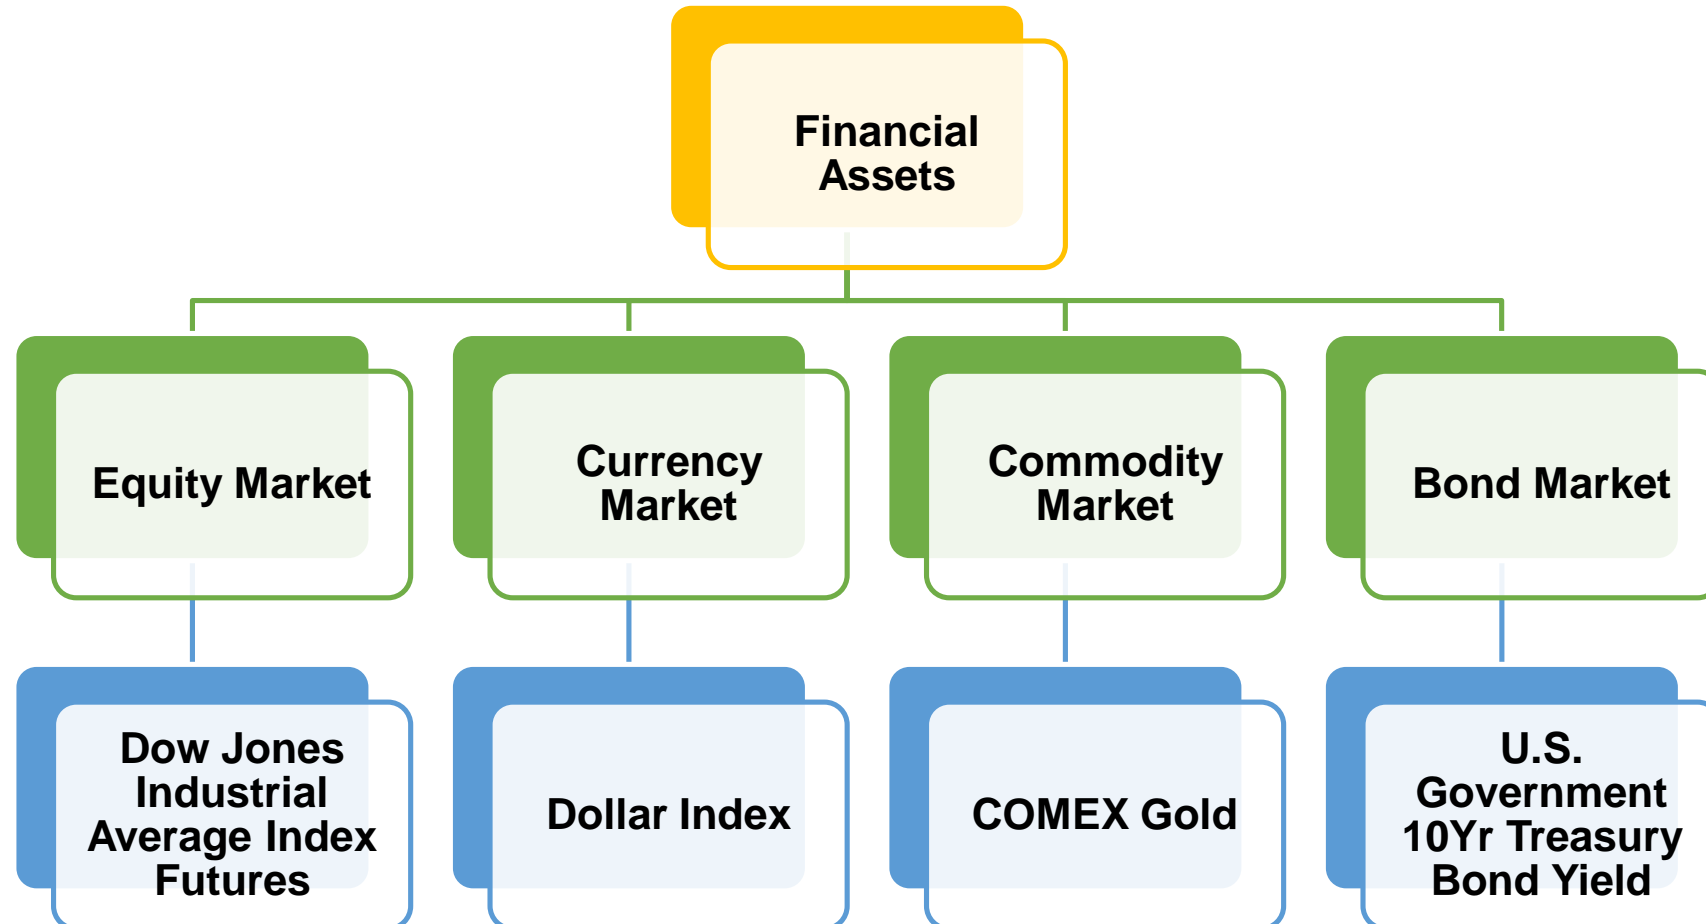 Financial
Assets
Equity Market
Currency
Market
Commodity
Market
Bond Market
Dow Jones
Industrial
Average Index
Futures
Dollar Index
COMEX Gold
U.S.
Government
10Yr Treasury
Bond Yield